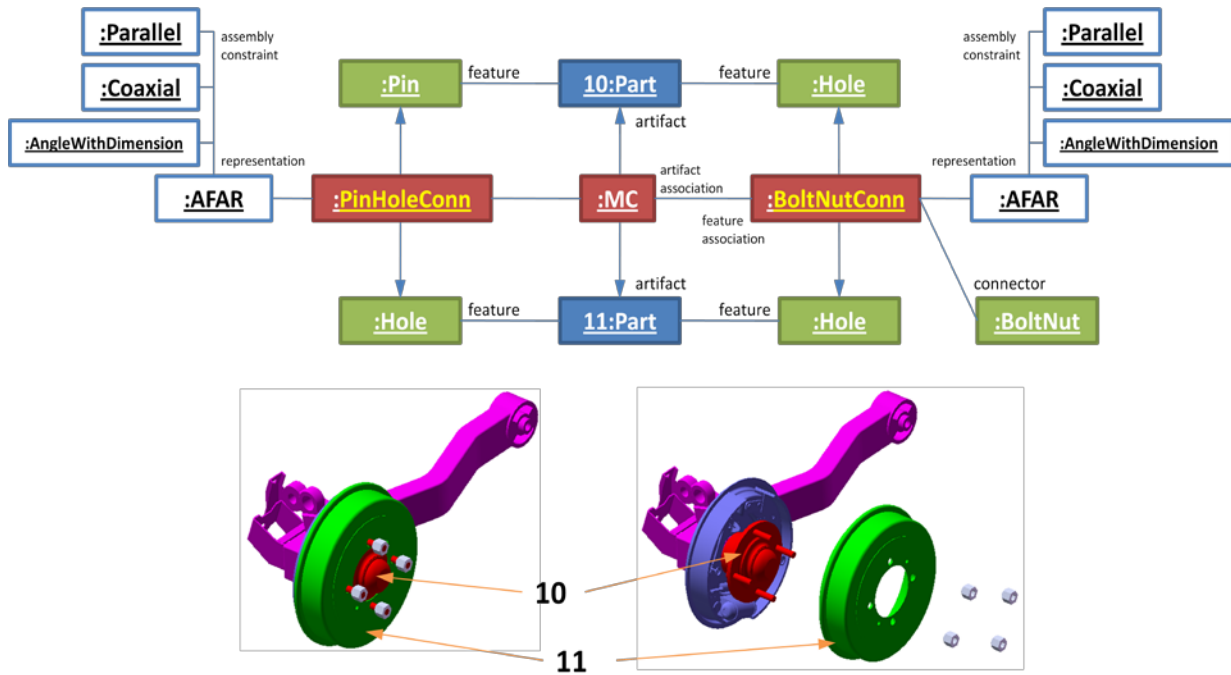 :Parallel
assembly
constraint
:Coaxial
:AngleWithDimension
representation
:AFAR
:Pin
feature
10:Part
feature
:Hole
artifact
:PinHoleConn
:MC
artifact
association
:BoltNutConn
feature
association
artifact
:Hole
feature
11:Part
feature
:Hole
assembly
constraint
:Parallel
:Coaxial
:AngleWithDimension
representation
:AFAR
connector
:BoltNut
10
11